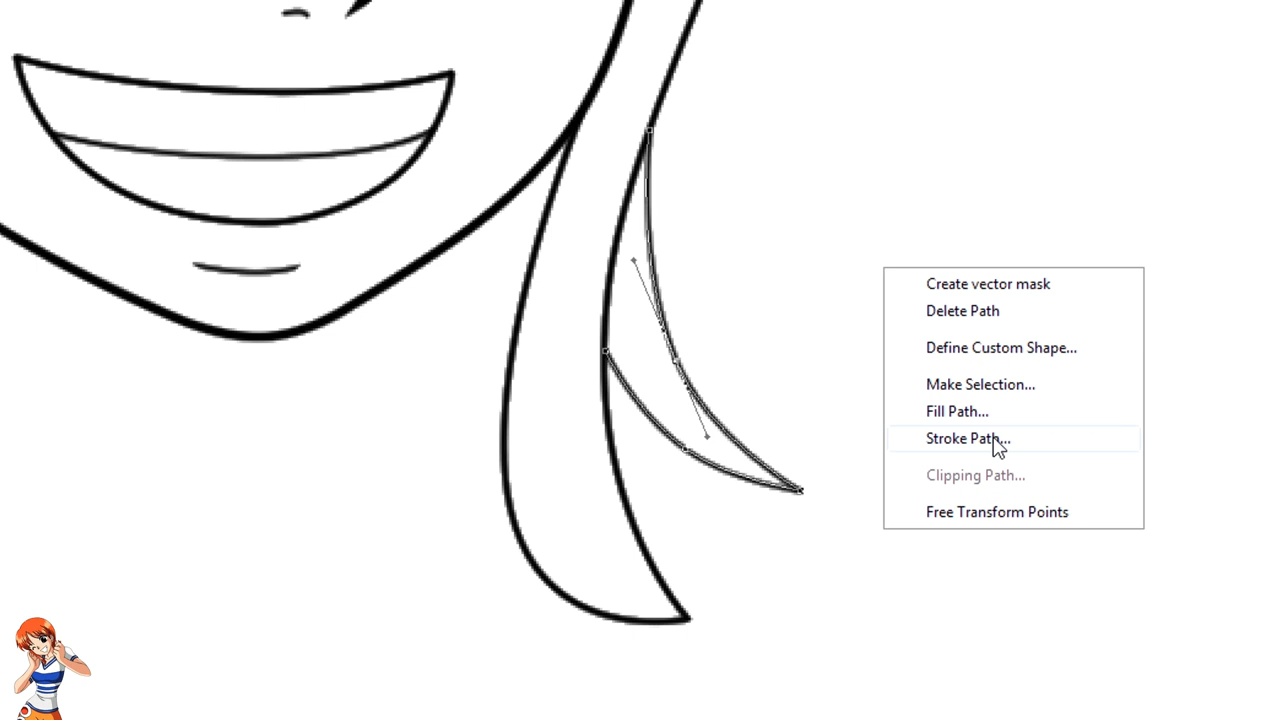 Create vector mask
Delete Path
Define Custom Shape...
Make Selection...
Fill Path...
Stroke Path...
Clipping Path...
Free Transform Points